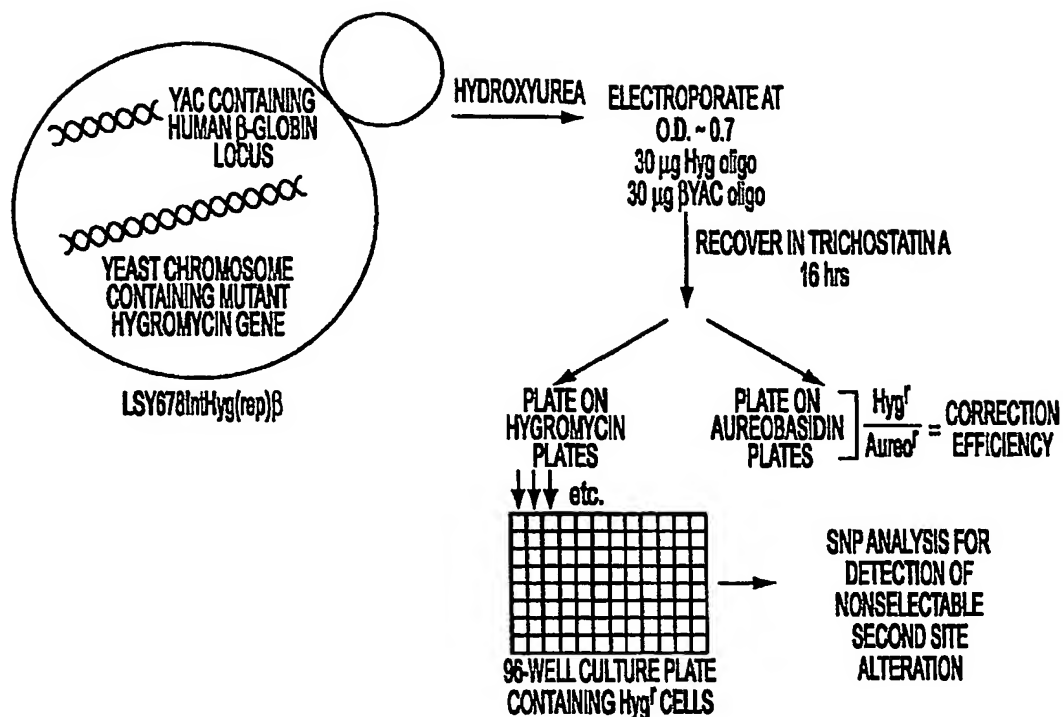 YAC CONTAINING
HUMAN β-GLOBIN
LOCUS
YEAST CHROMOSOME
CONTAINING MUTANT
HYGROMYCIN GENE
LSY678IntHyg(rep)β
HYDROXYUREA
ELECTROPORATE AT
O.D. ~ 0.7
30 µg Hyg oligo
30 µg βYAC oligo
RECOVER IN TRICHOSTATIN A
16 hrs
PLATE ON
HYGROMYCIN
PLATES
PLATE ON
AUREOBASIDIN
PLATES
Hygʳ
Aureoʳ
=
CORRECTION
EFFICIENCY
etc.
96-WELL CULTURE PLATE
CONTAINING Hygʳ CELLS
SNP ANALYSIS FOR
DETECTION OF
NONSELECTABLE
SECOND SITE
ALTERATION